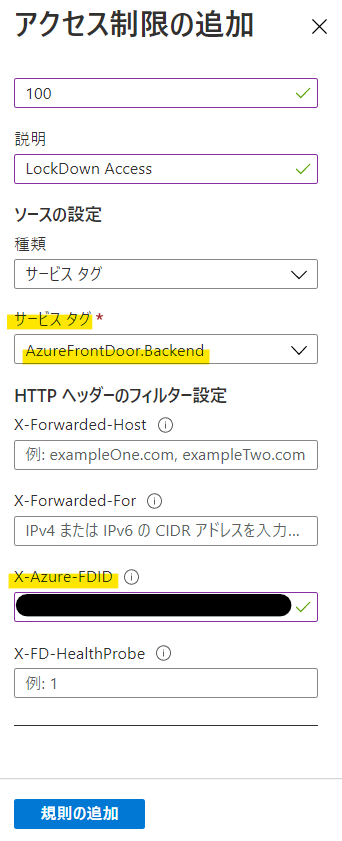 アクセス制限の追加
100
説明
LockDown Access
ソースの設定
種類
サービス タグ
サービス タグ *
AzureFrontDoor.Backend
HTTP ヘッダーのフィルター設定
X-Forwarded-Host
例: exampleOne.com, exampleTwo.com
X-Forwarded-For
IPv4 または IPv6 の CIDR アドレスを入力...
X-Azure-FDID
X-FD-HealthProbe
例: 1
規則の追加